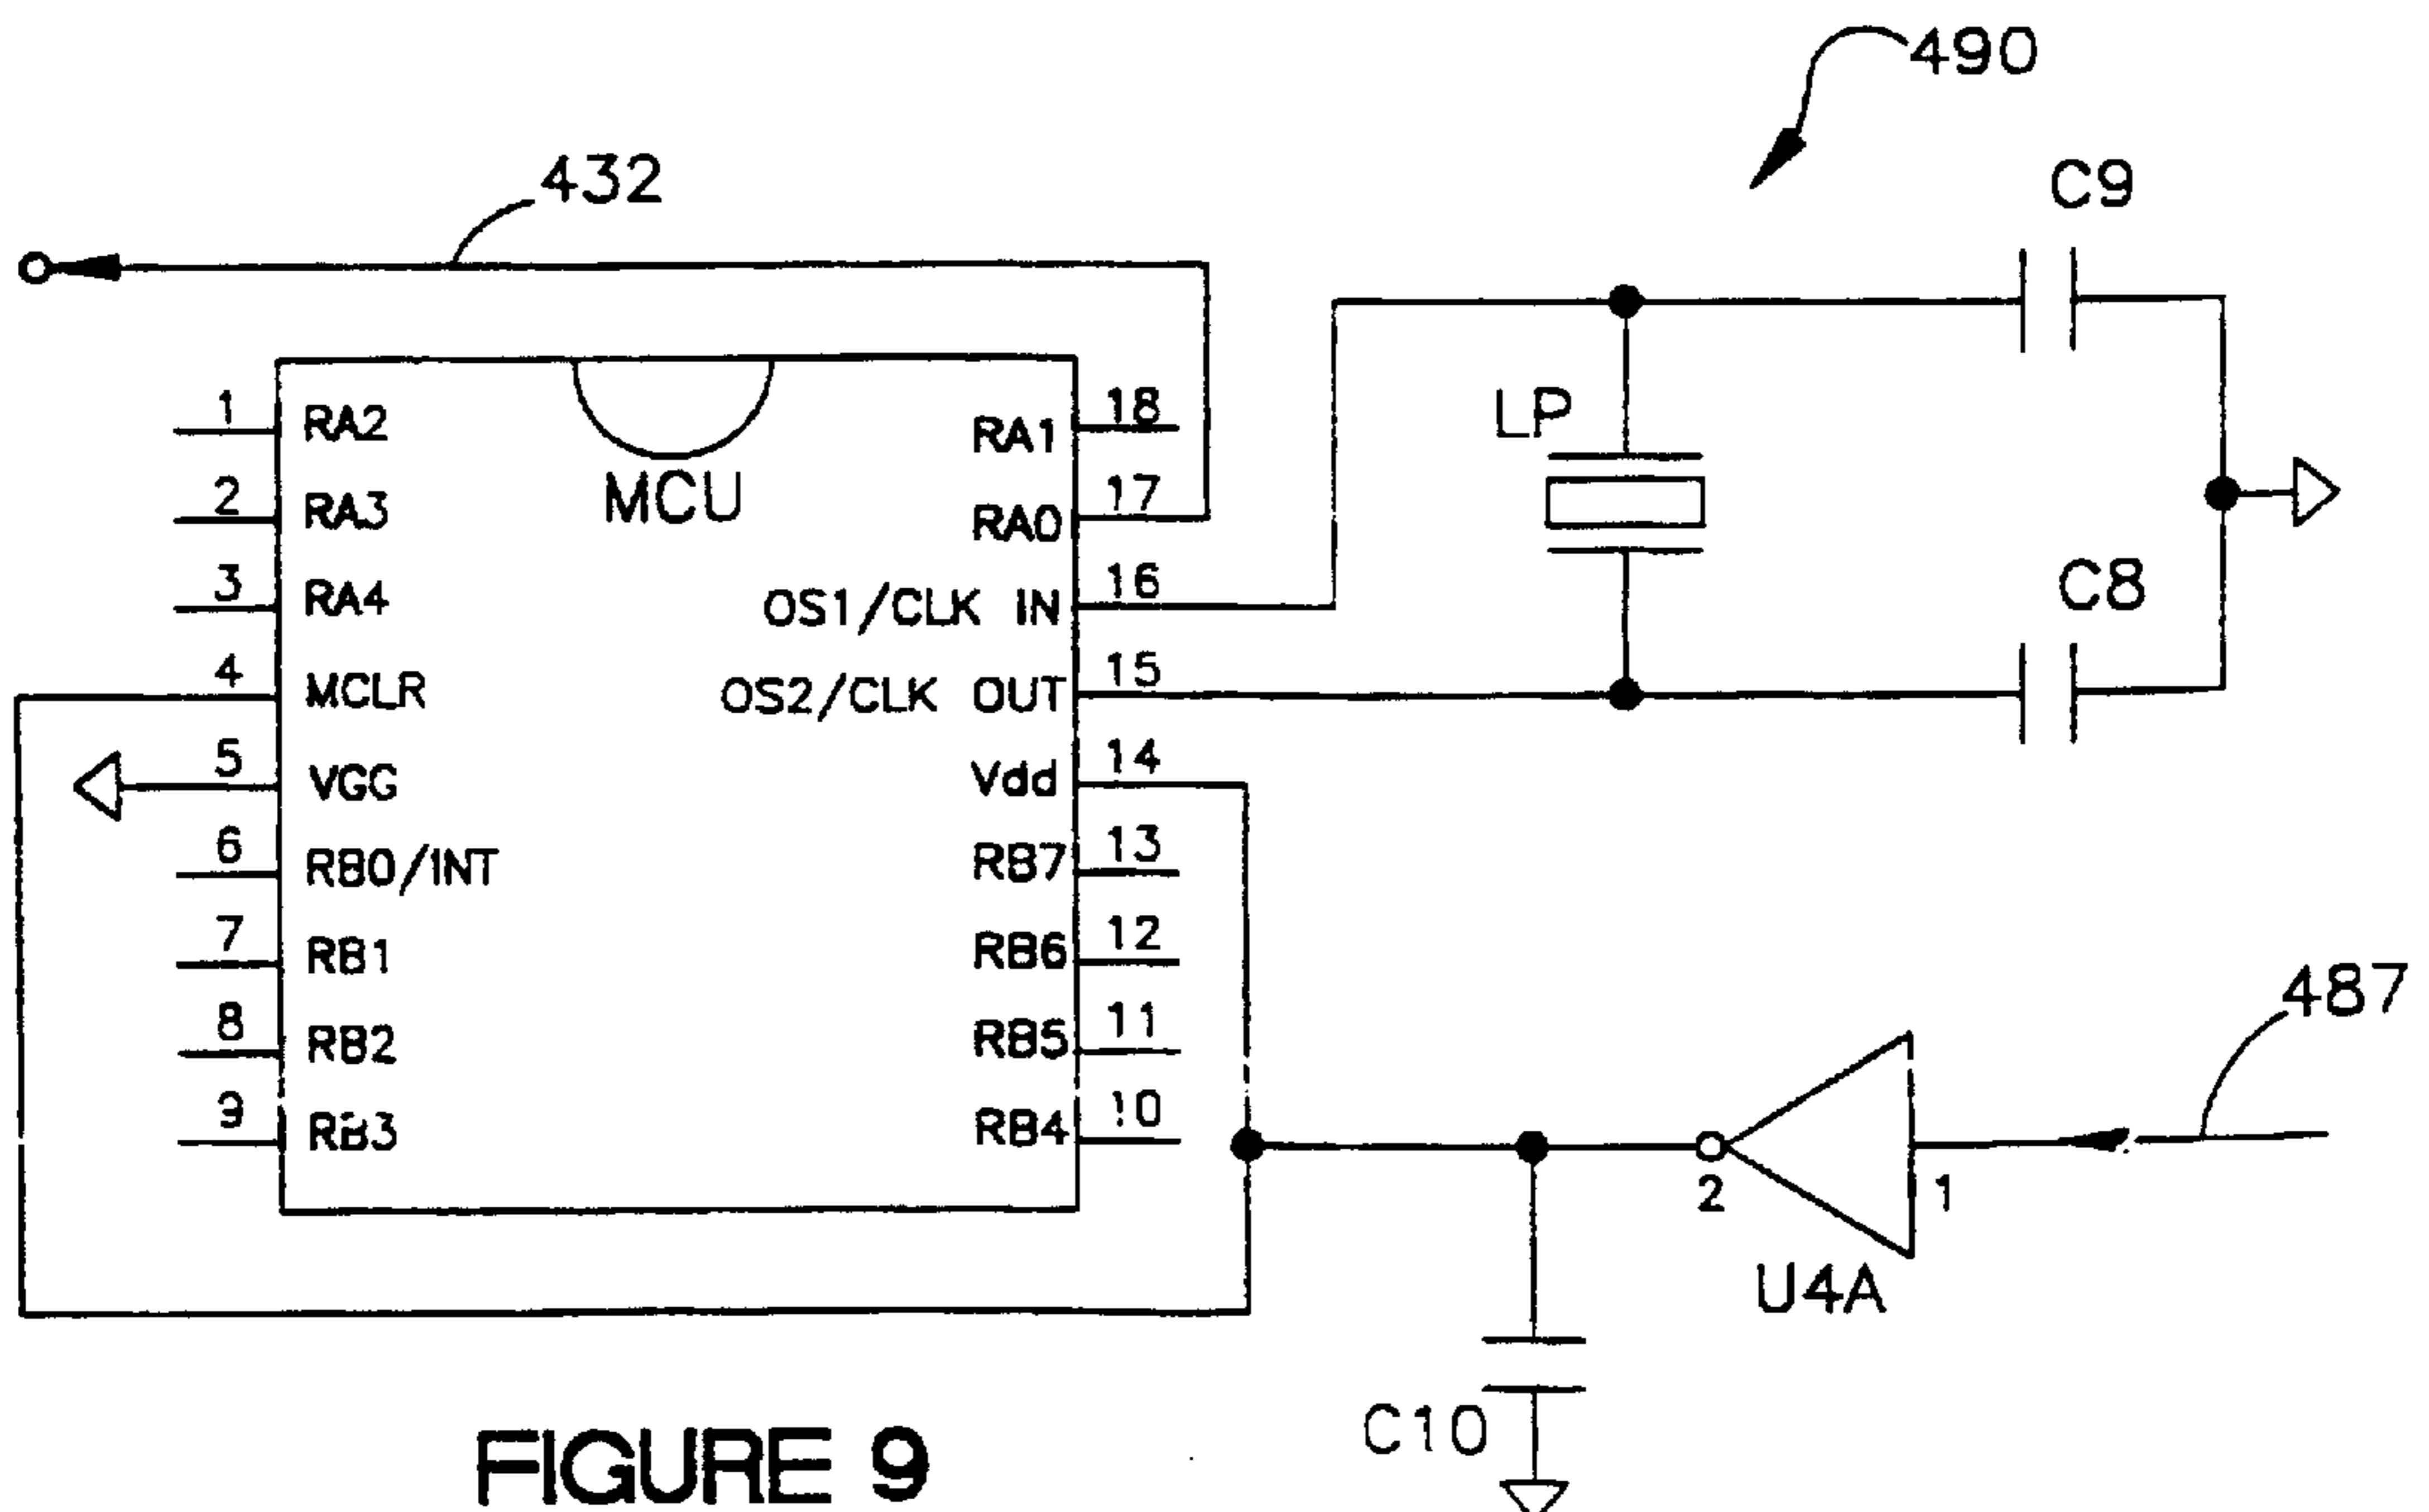 490
432
C9
1 RA2
RA1 18
MCU
LP
2 RA3
RA0 17
3 RA4
OS1/CLK IN 16
C8
4 MCLR
OS2/CLK OUT 15
5 VGG
Vdd 14
6 RB0/INT
RB7 13
7 RB1
RB6 12
487
8 RB2
RB5 11
9 RB3
RB4 10
2
1
U4A
C10
FIGURE 9